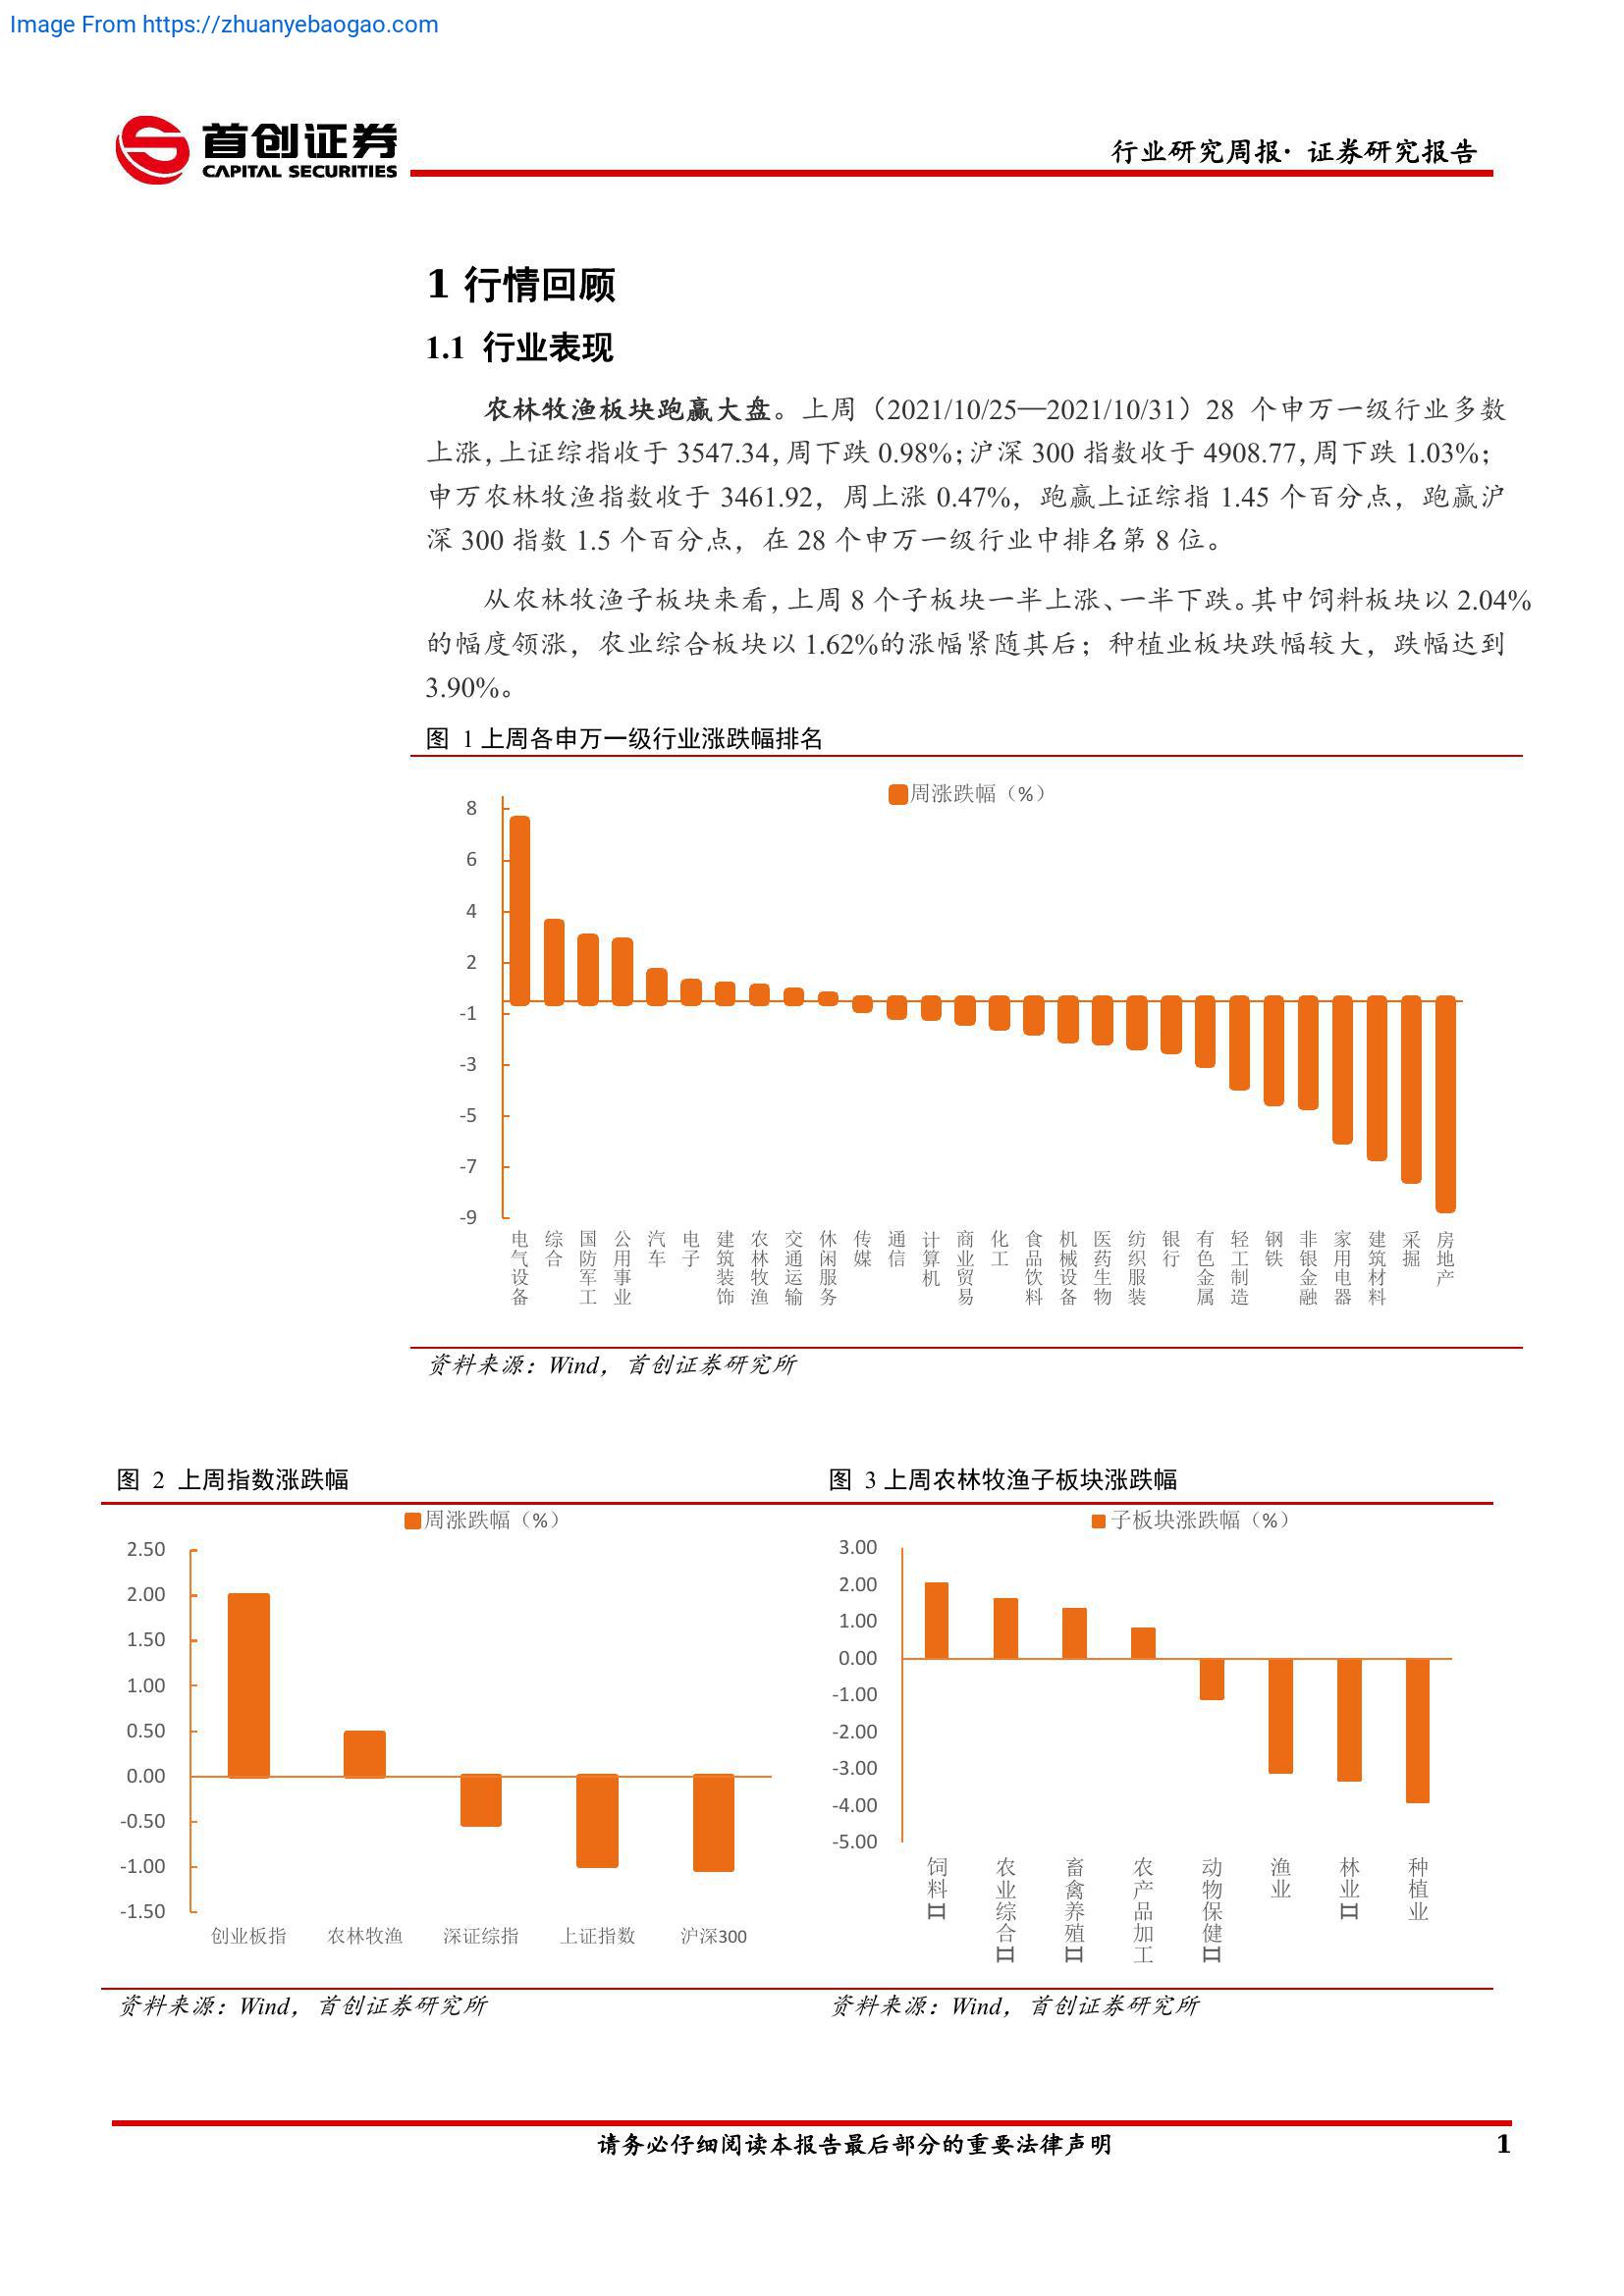 Image From https://zhuanyebaogao.com
首创证券
CAPITAL SECURITIES
行业研究周报· 证券研究报告
1 行情回顾
1.1 行业表现
农林牧渔板块跑赢大盘。上周（2021/10/25—2021/10/31）28 个申万一级行业多数
上涨，上证综指收于 3547.34，周下跌 0.98%；沪深 300 指数收于 4908.77，周下跌 1.03%；
申万农林牧渔指数收于 3461.92，周上涨 0.47%，跑赢上证综指 1.45 个百分点，跑赢沪
深 300 指数 1.5 个百分点，在 28 个申万一级行业中排名第 8 位。
从农林牧渔子板块来看，上周 8 个子板块一半上涨、一半下跌。其中饲料板块以 2.04%
的幅度领涨，农业综合板块以 1.62%的涨幅紧随其后；种植业板块跌幅较大，跌幅达到
3.90%。
图 1 上周各申万一级行业涨跌幅排名
周涨跌幅（%）
8
6
4
2
-1
-3
-5
-7
-9
电气设备
综合
国防军工
公用事业
汽车
电子
建筑装饰
农林牧渔
交通运输
休闲服务
传媒
通信
计算机
商业贸易
化工
食品饮料
机械设备
医药生物
纺织服装
银行
有色金属
轻工制造
钢铁
非银金融
家用电器
建筑材料
采掘
房地产
资料来源：Wind，首创证券研究所
图 2 上周指数涨跌幅
周涨跌幅（%）
2.50
2.00
1.50
1.00
0.50
0.00
-0.50
-1.00
-1.50
创业板指 农林牧渔 深证综指 上证指数 沪深300
资料来源：Wind，首创证券研究所
图 3 上周农林牧渔子板块涨跌幅
子板块涨跌幅（%）
3.00
2.00
1.00
0.00
-1.00
-2.00
-3.00
-4.00
-5.00
饲料Ⅱ
农业综合Ⅱ
畜禽养殖Ⅱ
农产品加工
动物保健Ⅱ
渔业
林业Ⅱ
种植业
资料来源：Wind，首创证券研究所
请务必仔细阅读本报告最后部分的重要法律声明
1